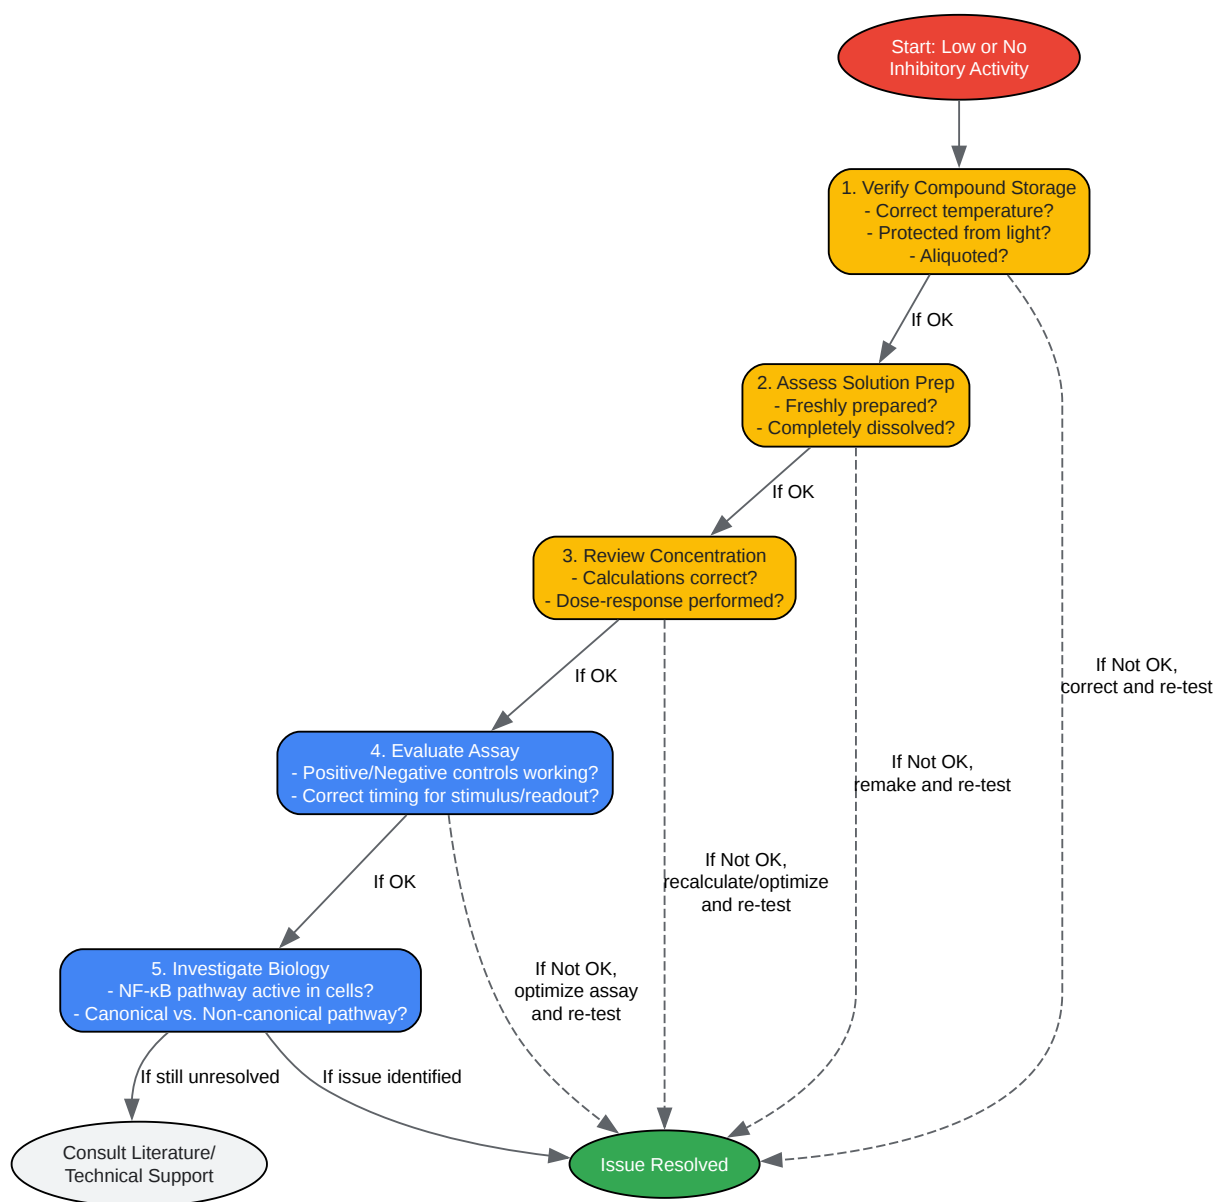 Start: Low or No
Inhibitory Activity
1. Verify Compound Storage
- Correct temperature?
- Protected from light?
- Aliquoted?
If OK
2. Assess Solution Prep
- Freshly prepared?
- Completely dissolved?
If OK
3. Review Concentration
- Calculations correct?
- Dose-response performed?
If OK
If Not OK,
correct and re-test
4. Evaluate Assay
- Positive/Negative controls working?
- Correct timing for stimulus/readout?
If Not OK,
remake and re-test
If OK
If Not OK,
recalculate/optimize
and re-test
5. Investigate Biology
- NF-κB pathway active in cells?
- Canonical vs. Non-canonical pathway?
If Not OK,
optimize assay
and re-test
If still unresolved
If issue identified
Consult Literature/
Technical Support
Issue Resolved